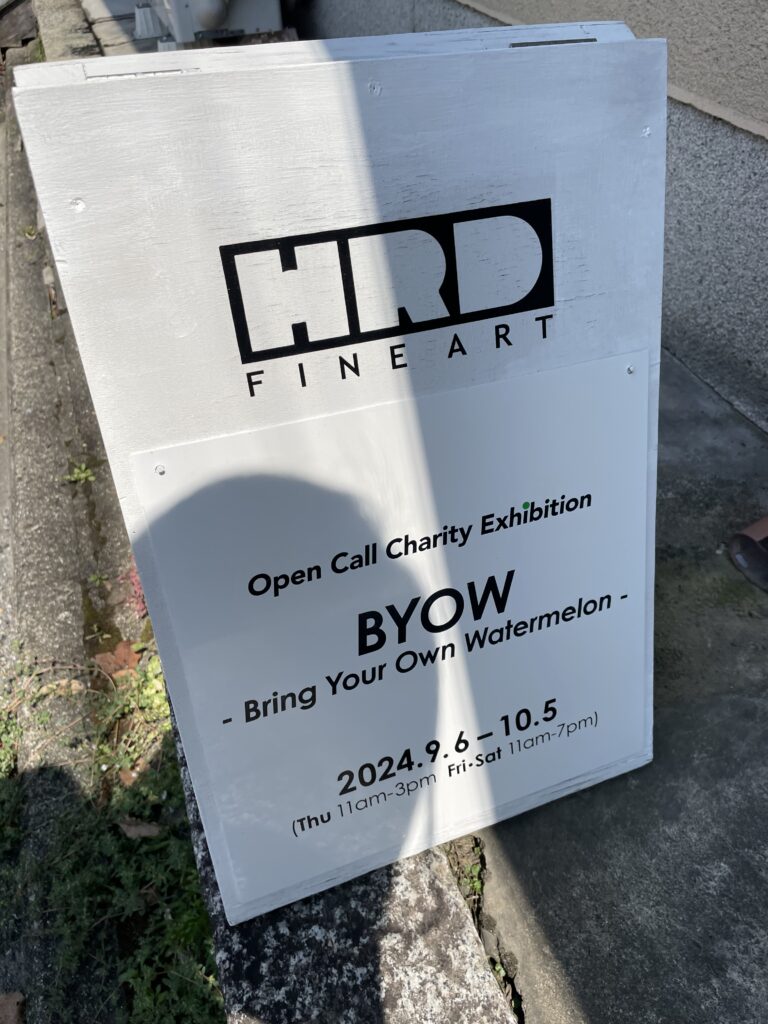 HRD
FINE ART
Open Call Charity Exhibition
BYOW
- Bring Your Own Watermelon -
2024.9.6 – 10.5
(Thu 11am-3pm Fri・Sat 11am-7pm)